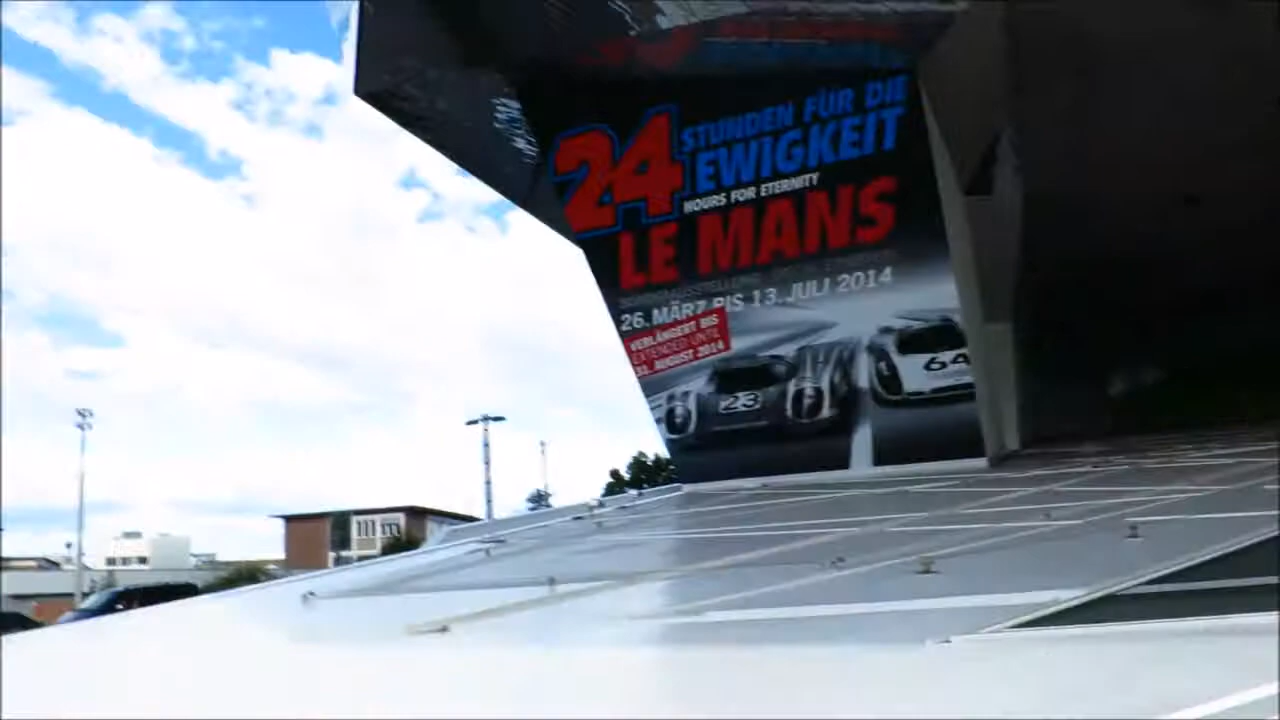 24 STUNDEN FÜR DIE
EWIGKEIT
HOURS FOR ETERNITY
LE MANS
26. MÄRZ BIS 13. JULI 2014
VERLÄNGERT BIS
EXTENDED UNTIL
31. AUGUST 2014
23
64